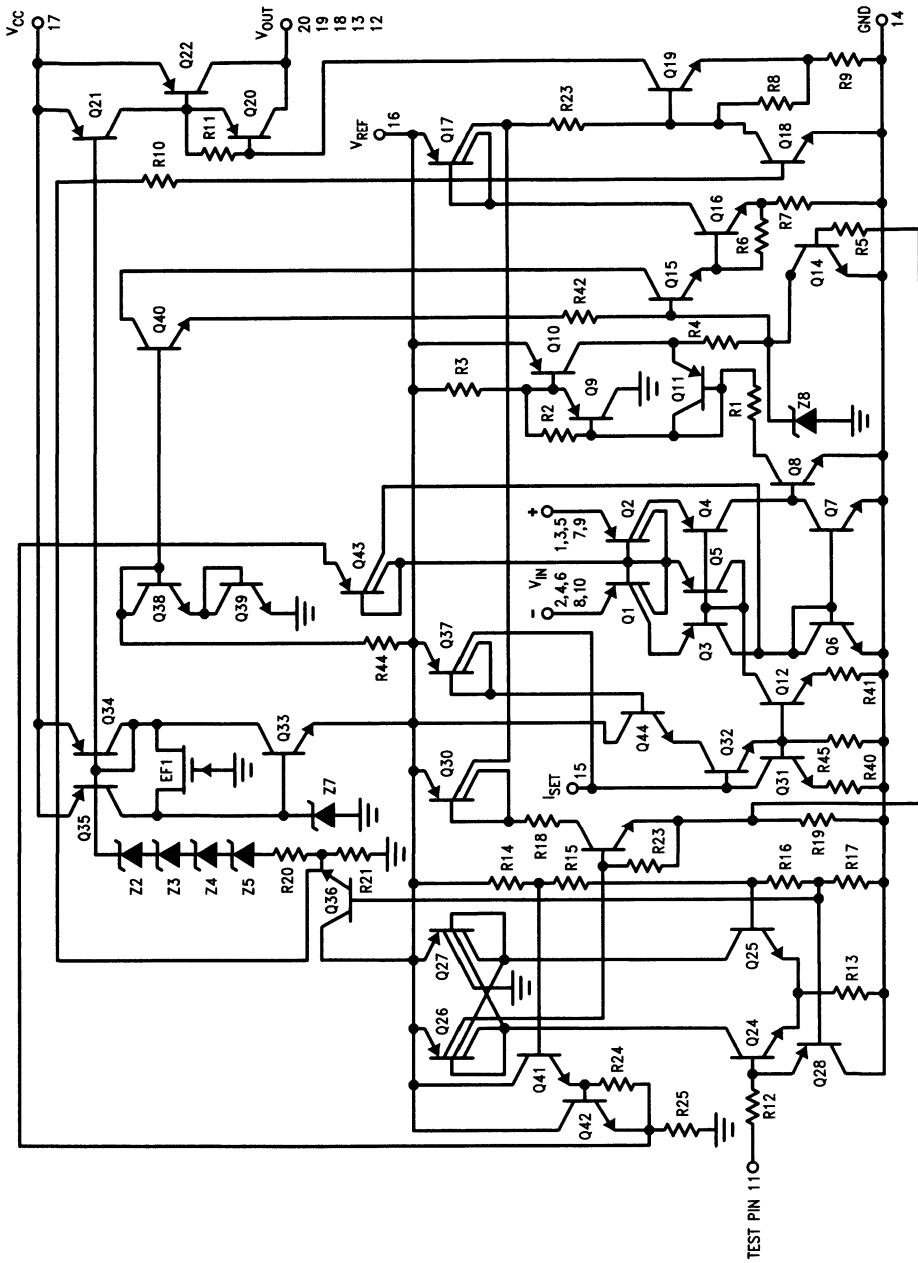 VCC
17
VOUT
20
19
18
13
12
Q21
Q22
R11
Q20
R10
Q19
R8
R9
GND
14
VREF
16
Q17
R23
Q18
Q16
R6
R7
Q14
R5
Q40
R42
Q15
R3
Q10
R2
Q9
R4
Q11
R1
Z8
Q8
Q38
Q39
Q43
+
1,3,5
7,9
VIN
-
2,4,6
8,10
Q2
Q1
Q4
Q5
Q3
Q7
Q6
R44
Q37
Q34
Q35
EF1
Q33
Z7
Q30
ISET
15
Q44
Q32
Q12
Q31
R41
R45
R40
Z2
Z3
Z4
Z5
R20
R21
Q36
R14
R18
R15
R23
R16
R19
R17
Q27
Q26
Q25
Q24
R13
Q41
R24
Q42
R25
R12
Q28
TEST PIN 11